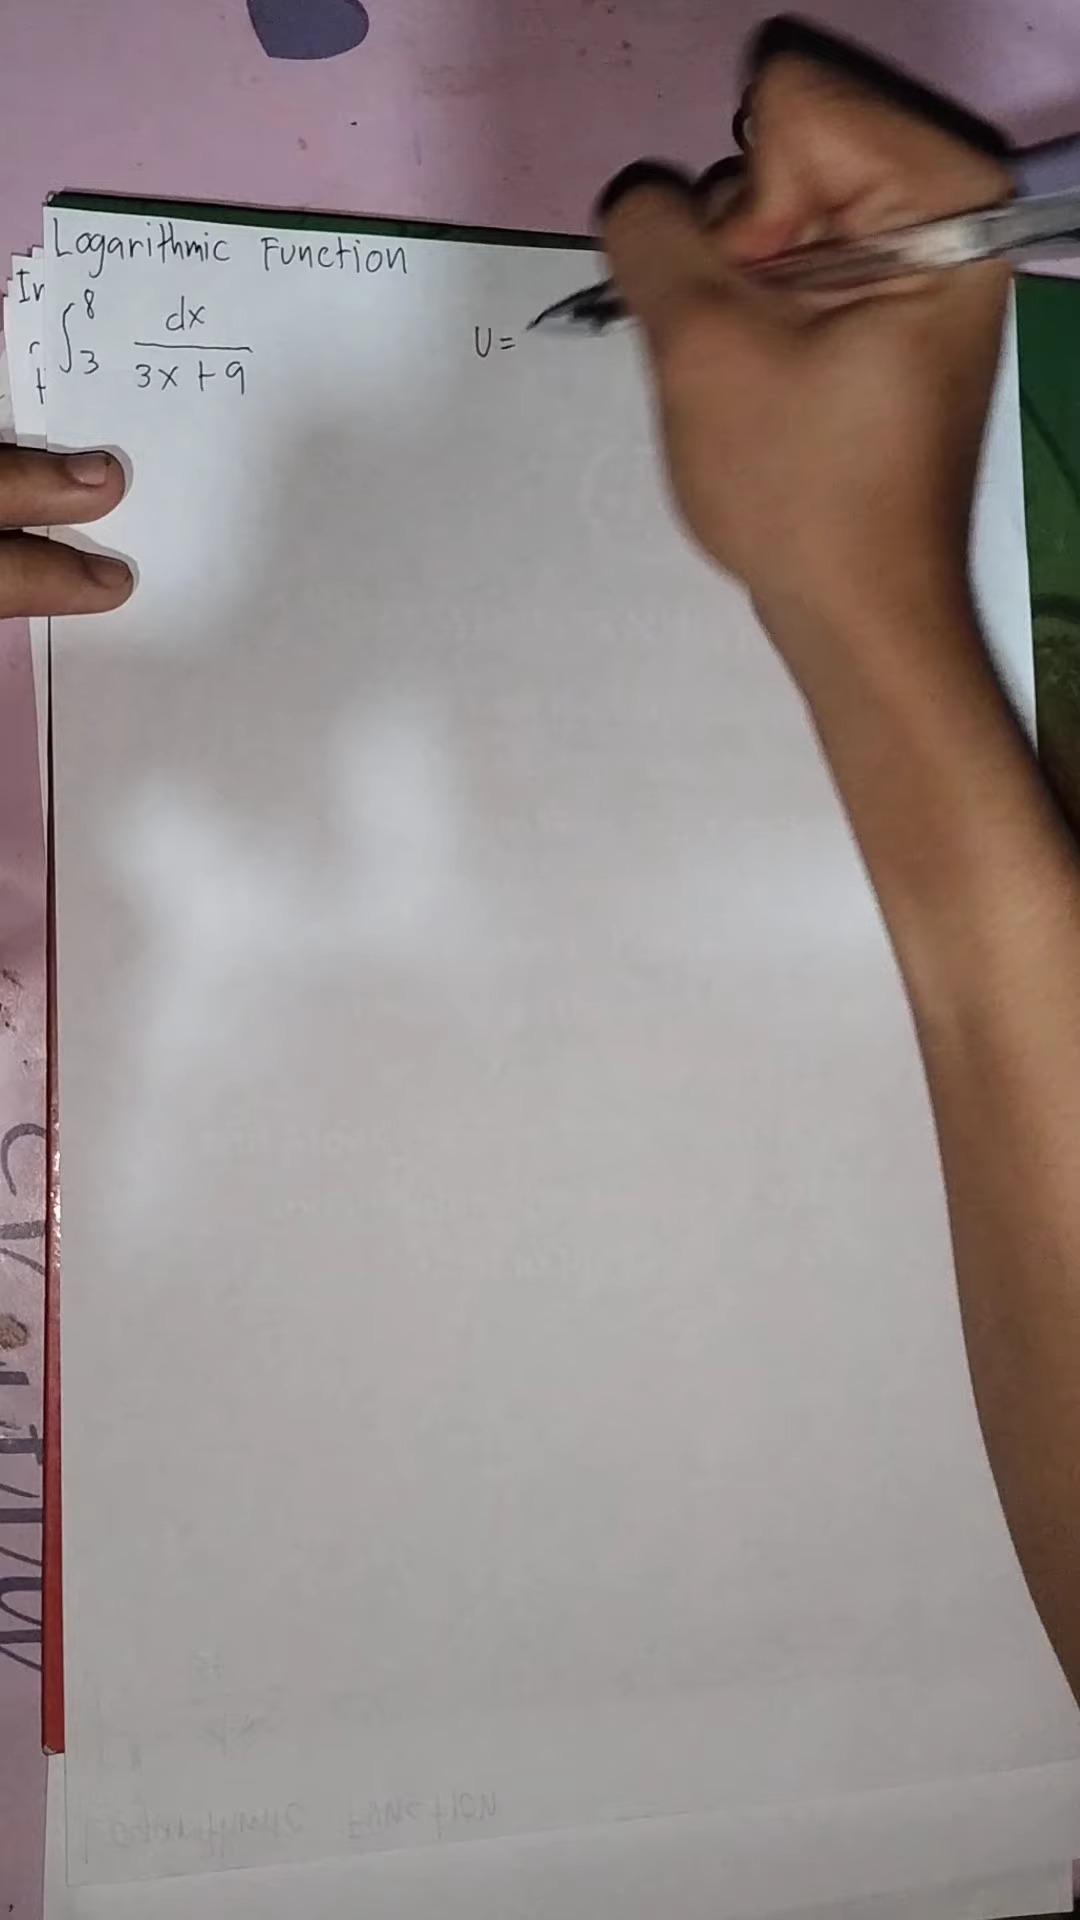 Logarithmic Function
∫₃⁸ dx / 3x + 9
U =